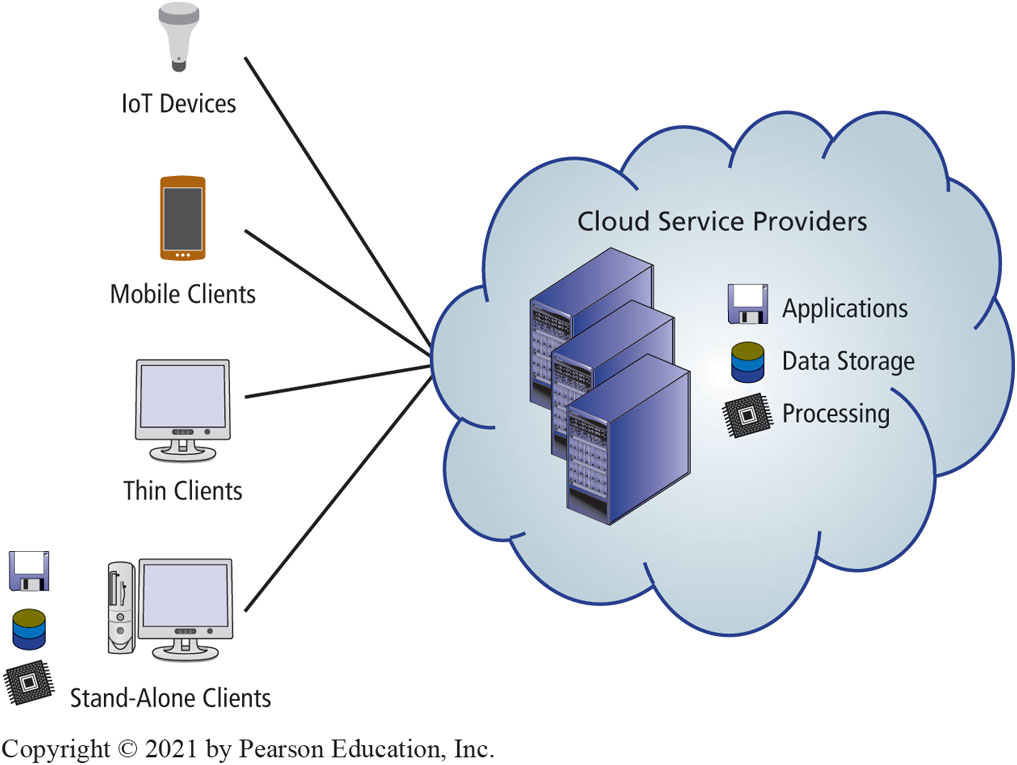 IoT Devices
Mobile Clients
Thin Clients
Stand-Alone Clients
Cloud Service Providers
Applications
Data Storage
Processing
Copyright © 2021 by Pearson Education, Inc.